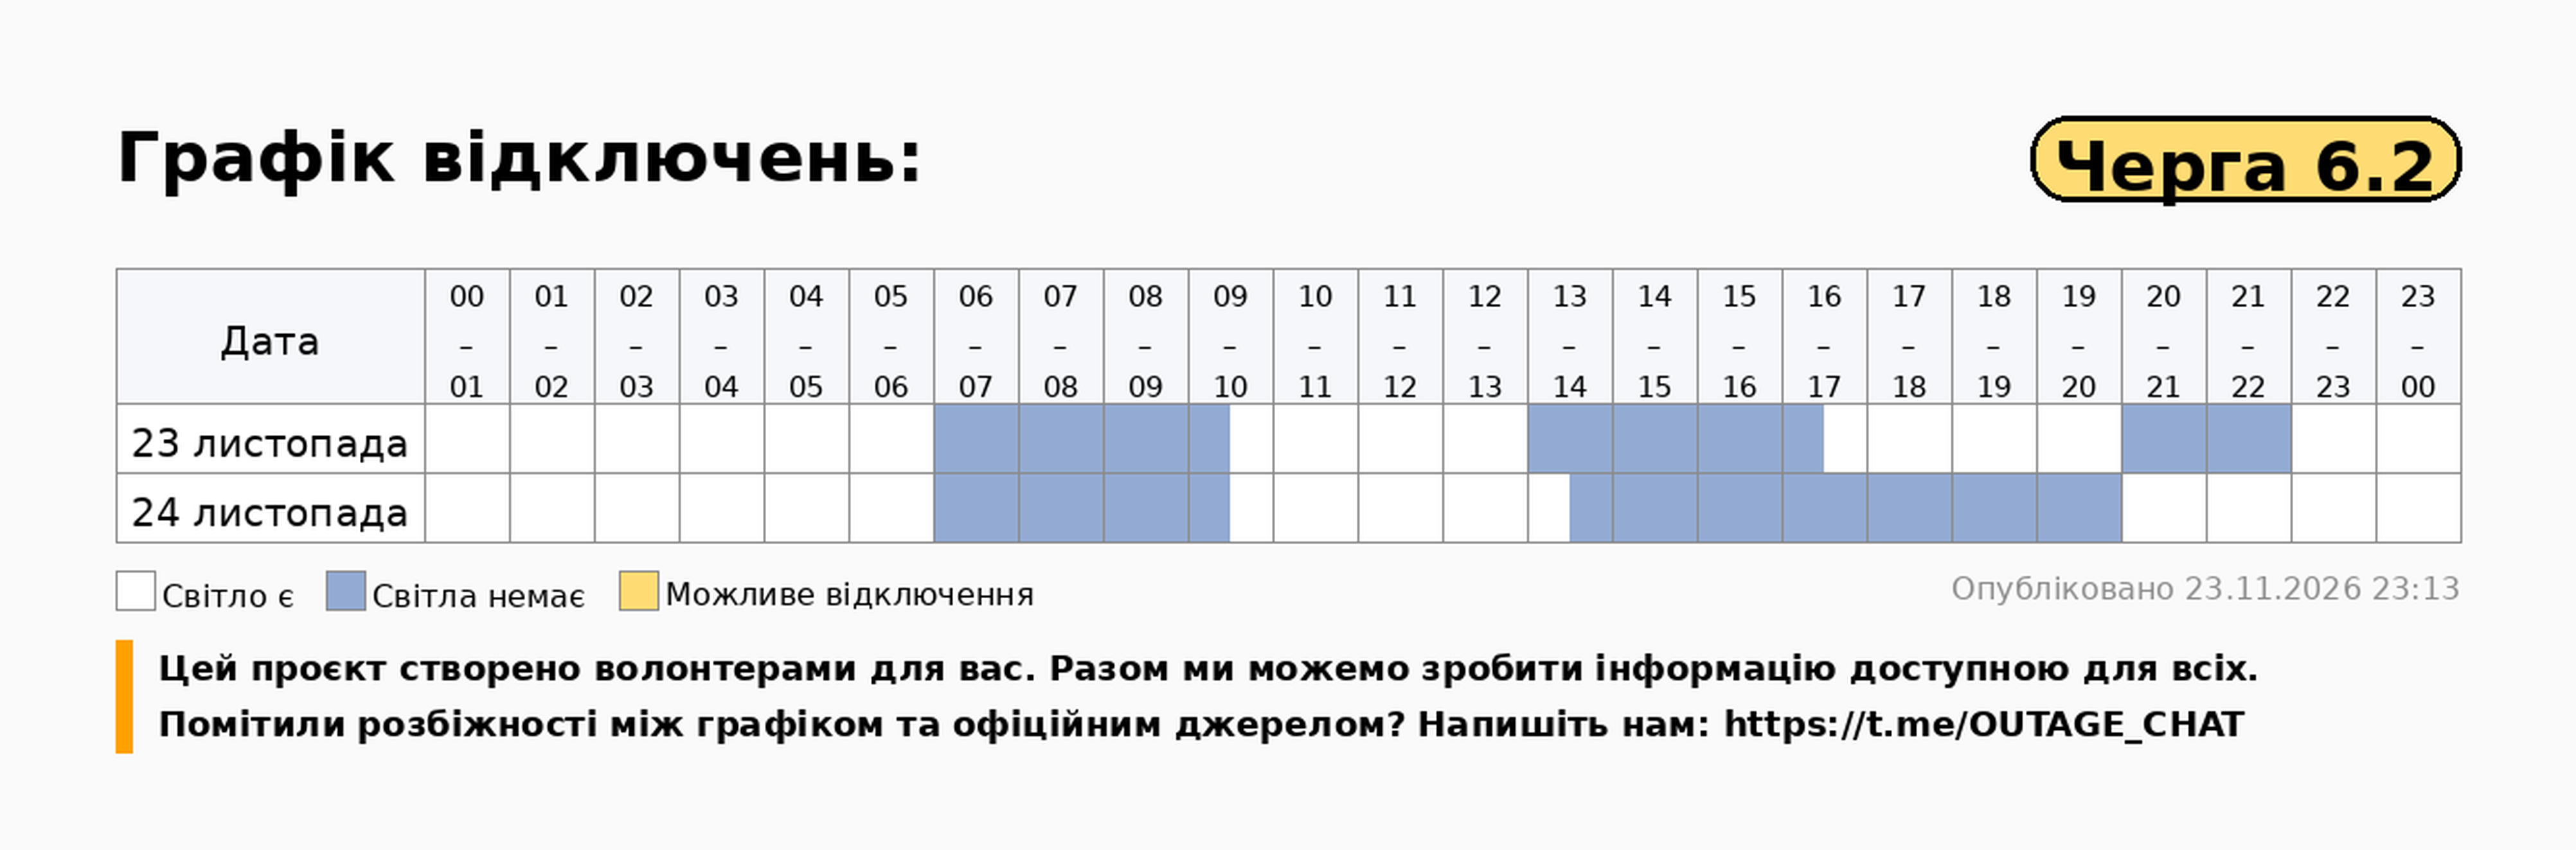 Графік відключень:
Черга 6.2
Дата 00–01 01–02 02–03 03–04 04–05 05–06 06–07 07–08 08–09 09–10 10–11 11–12 12–13 13–14 14–15 15–16 16–17 17–18 18–19 19–20 20–21 21–22 22–23 23–00
23 листопада
24 листопада
Світло є Світла немає Можливе відключення
Опубліковано 23.11.2026 23:13
Цей проєкт створено волонтерами для вас. Разом ми можемо зробити інформацію доступною для всіх.
Помітили розбіжності між графіком та офіційним джерелом? Напишіть нам: https://t.me/OUTAGE_CHAT